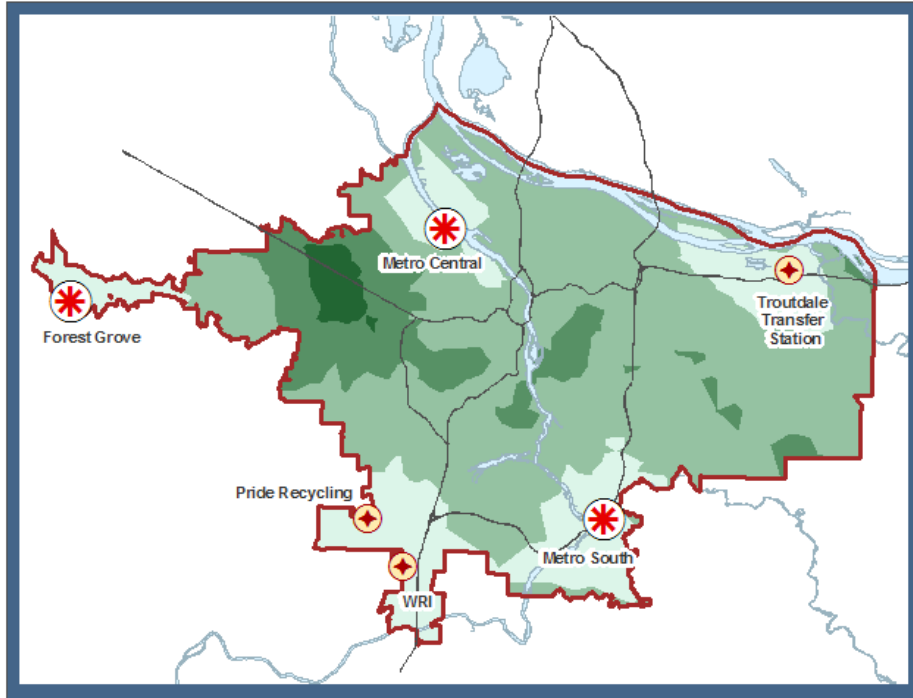 Metro Central
Forest Grove
Troutdale
Transfer
Station
Pride Recycling
Metro South
WRI